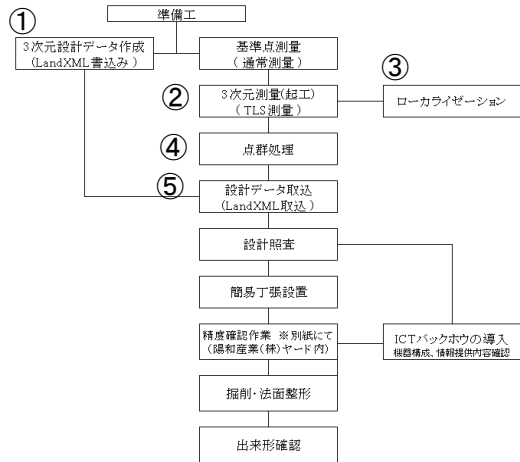 準備工
①
3次元設計データ作成
(LandXML書込み)
基準点測量
(通常測量)
②
3次元測量(起工)
(TLS測量)
③
ローカライゼーション
④
点群処理
⑤
設計データ取込
(LandXML取込)
設計照査
簡易丁張設置
精度確認作業 ※別紙にて
(陽和産業(株)ヤード内)
ICTバックホウの導入
機器構成、情報提供内容確認
掘削・法面整形
出来形確認